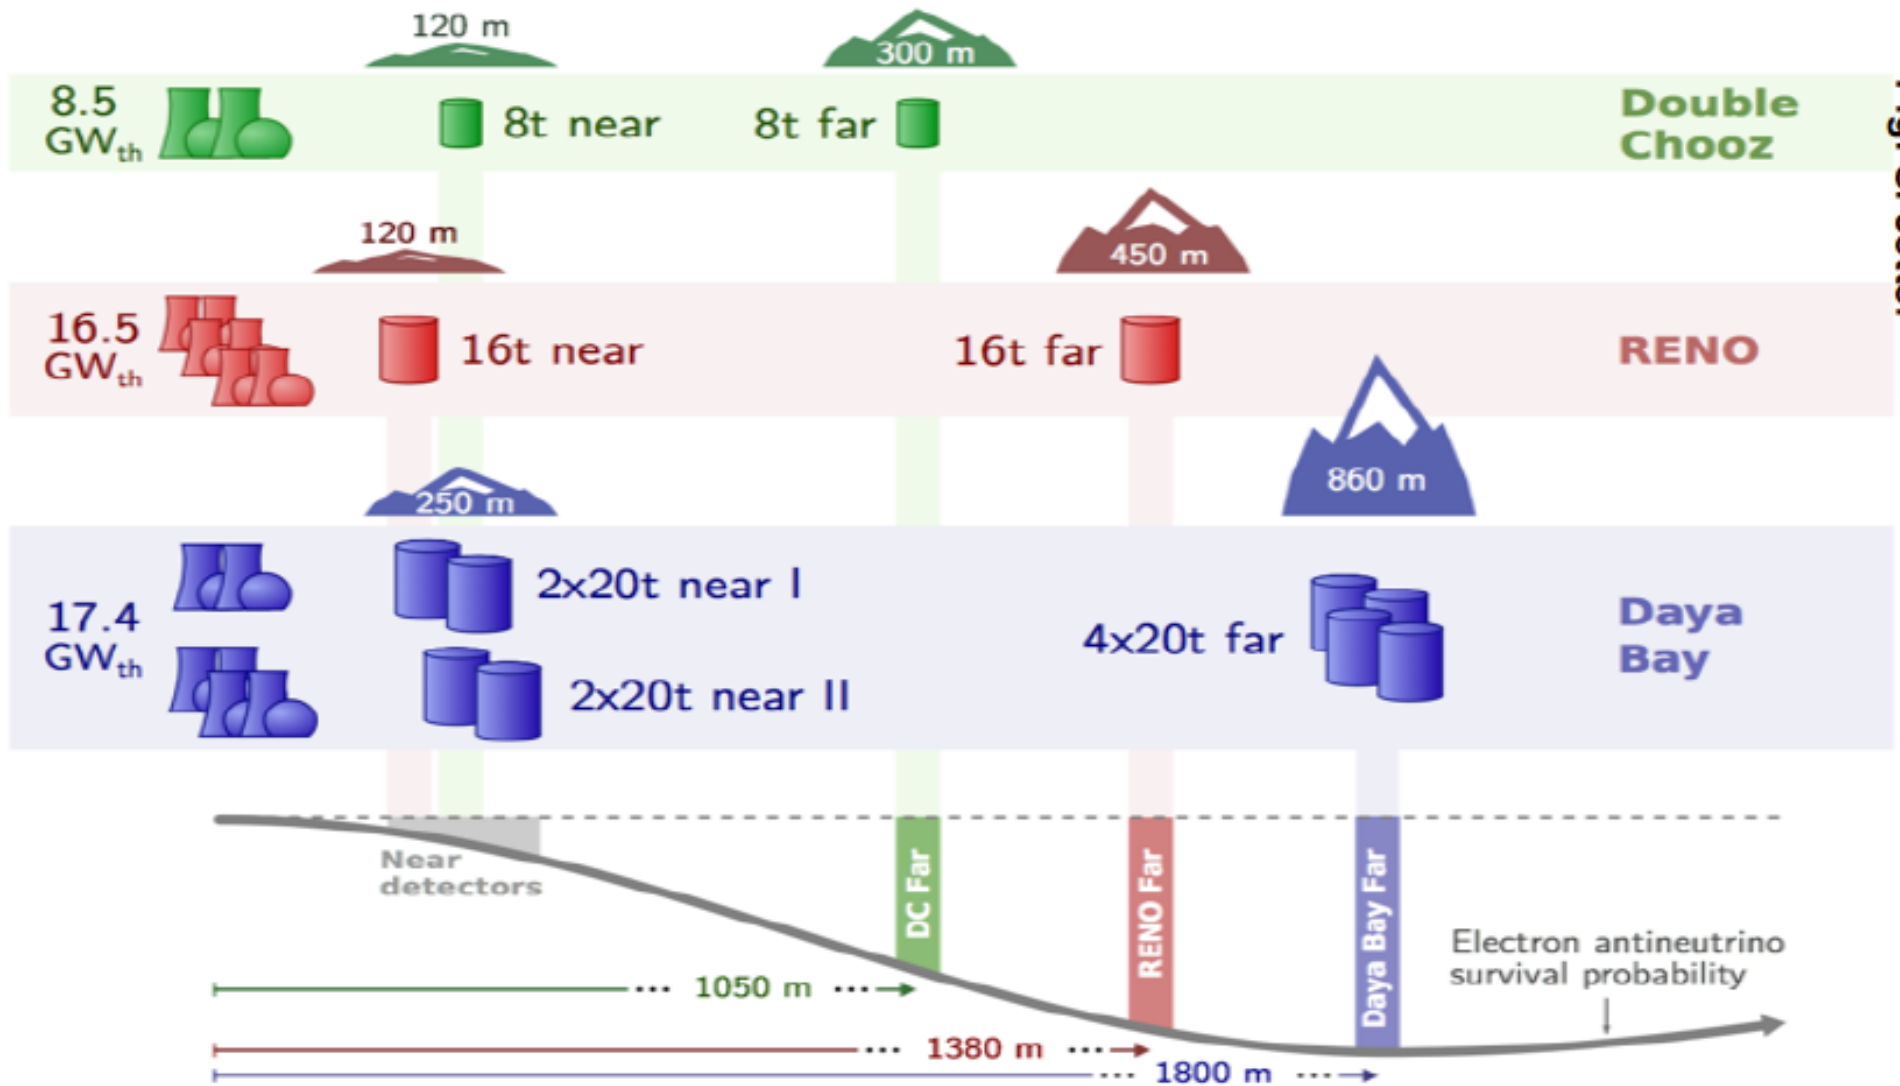 120 m
300 m
8.5
GWth
8t near
8t far
Double
Chooz
120 m
450 m
16.5
GWth
16t near
16t far
RENO
250 m
860 m
17.4
GWth
2x20t near I
2x20t near II
4x20t far
Daya
Bay
Near
detectors
DC Far
RENO Far
Daya Bay Far
Electron antineutrino
survival probability
1050 m
1380 m
1800 m